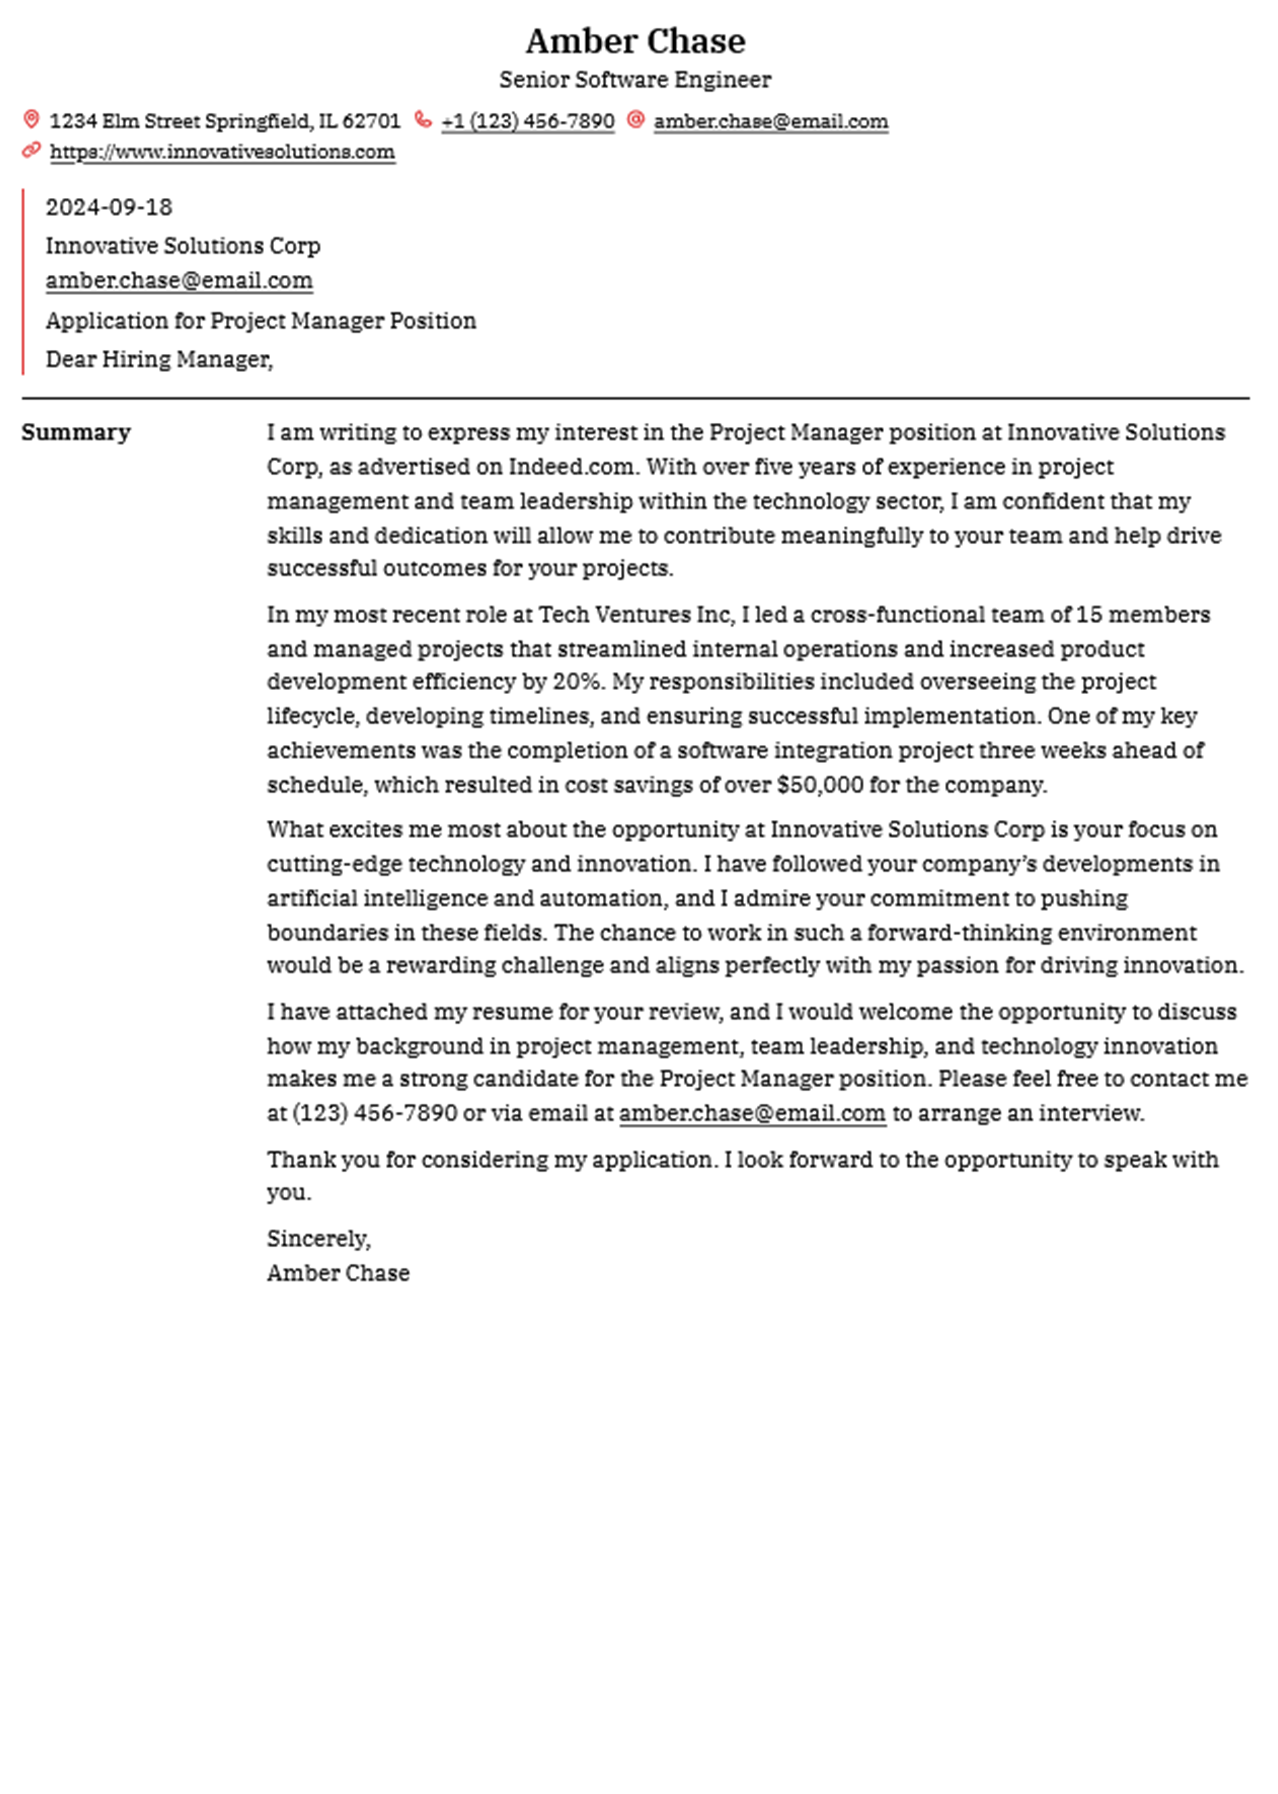 Amber Chase
Senior Software Engineer
1234 Elm Street Springfield, IL 62701 +1 (123) 456-7890 amber.chase@email.com
https://www.innovativesolutions.com
2024-09-18
Innovative Solutions Corp
amber.chase@email.com
Application for Project Manager Position
Dear Hiring Manager,
Summary
I am writing to express my interest in the Project Manager position at Innovative Solutions
Corp, as advertised on Indeed.com. With over five years of experience in project
management and team leadership within the technology sector, I am confident that my
skills and dedication will allow me to contribute meaningfully to your team and help drive
successful outcomes for your projects.
In my most recent role at Tech Ventures Inc, I led a cross-functional team of 15 members
and managed projects that streamlined internal operations and increased product
development efficiency by 20%. My responsibilities included overseeing the project
lifecycle, developing timelines, and ensuring successful implementation. One of my key
achievements was the completion of a software integration project three weeks ahead of
schedule, which resulted in cost savings of over $50,000 for the company.
What excites me most about the opportunity at Innovative Solutions Corp is your focus on
cutting-edge technology and innovation. I have followed your company’s developments in
artificial intelligence and automation, and I admire your commitment to pushing
boundaries in these fields. The chance to work in such a forward-thinking environment
would be a rewarding challenge and aligns perfectly with my passion for driving innovation.
I have attached my resume for your review, and I would welcome the opportunity to discuss
how my background in project management, team leadership, and technology innovation
makes me a strong candidate for the Project Manager position. Please feel free to contact me
at (123) 456-7890 or via email at amber.chase@email.com to arrange an interview.
Thank you for considering my application. I look forward to the opportunity to speak with
you.
Sincerely,
Amber Chase